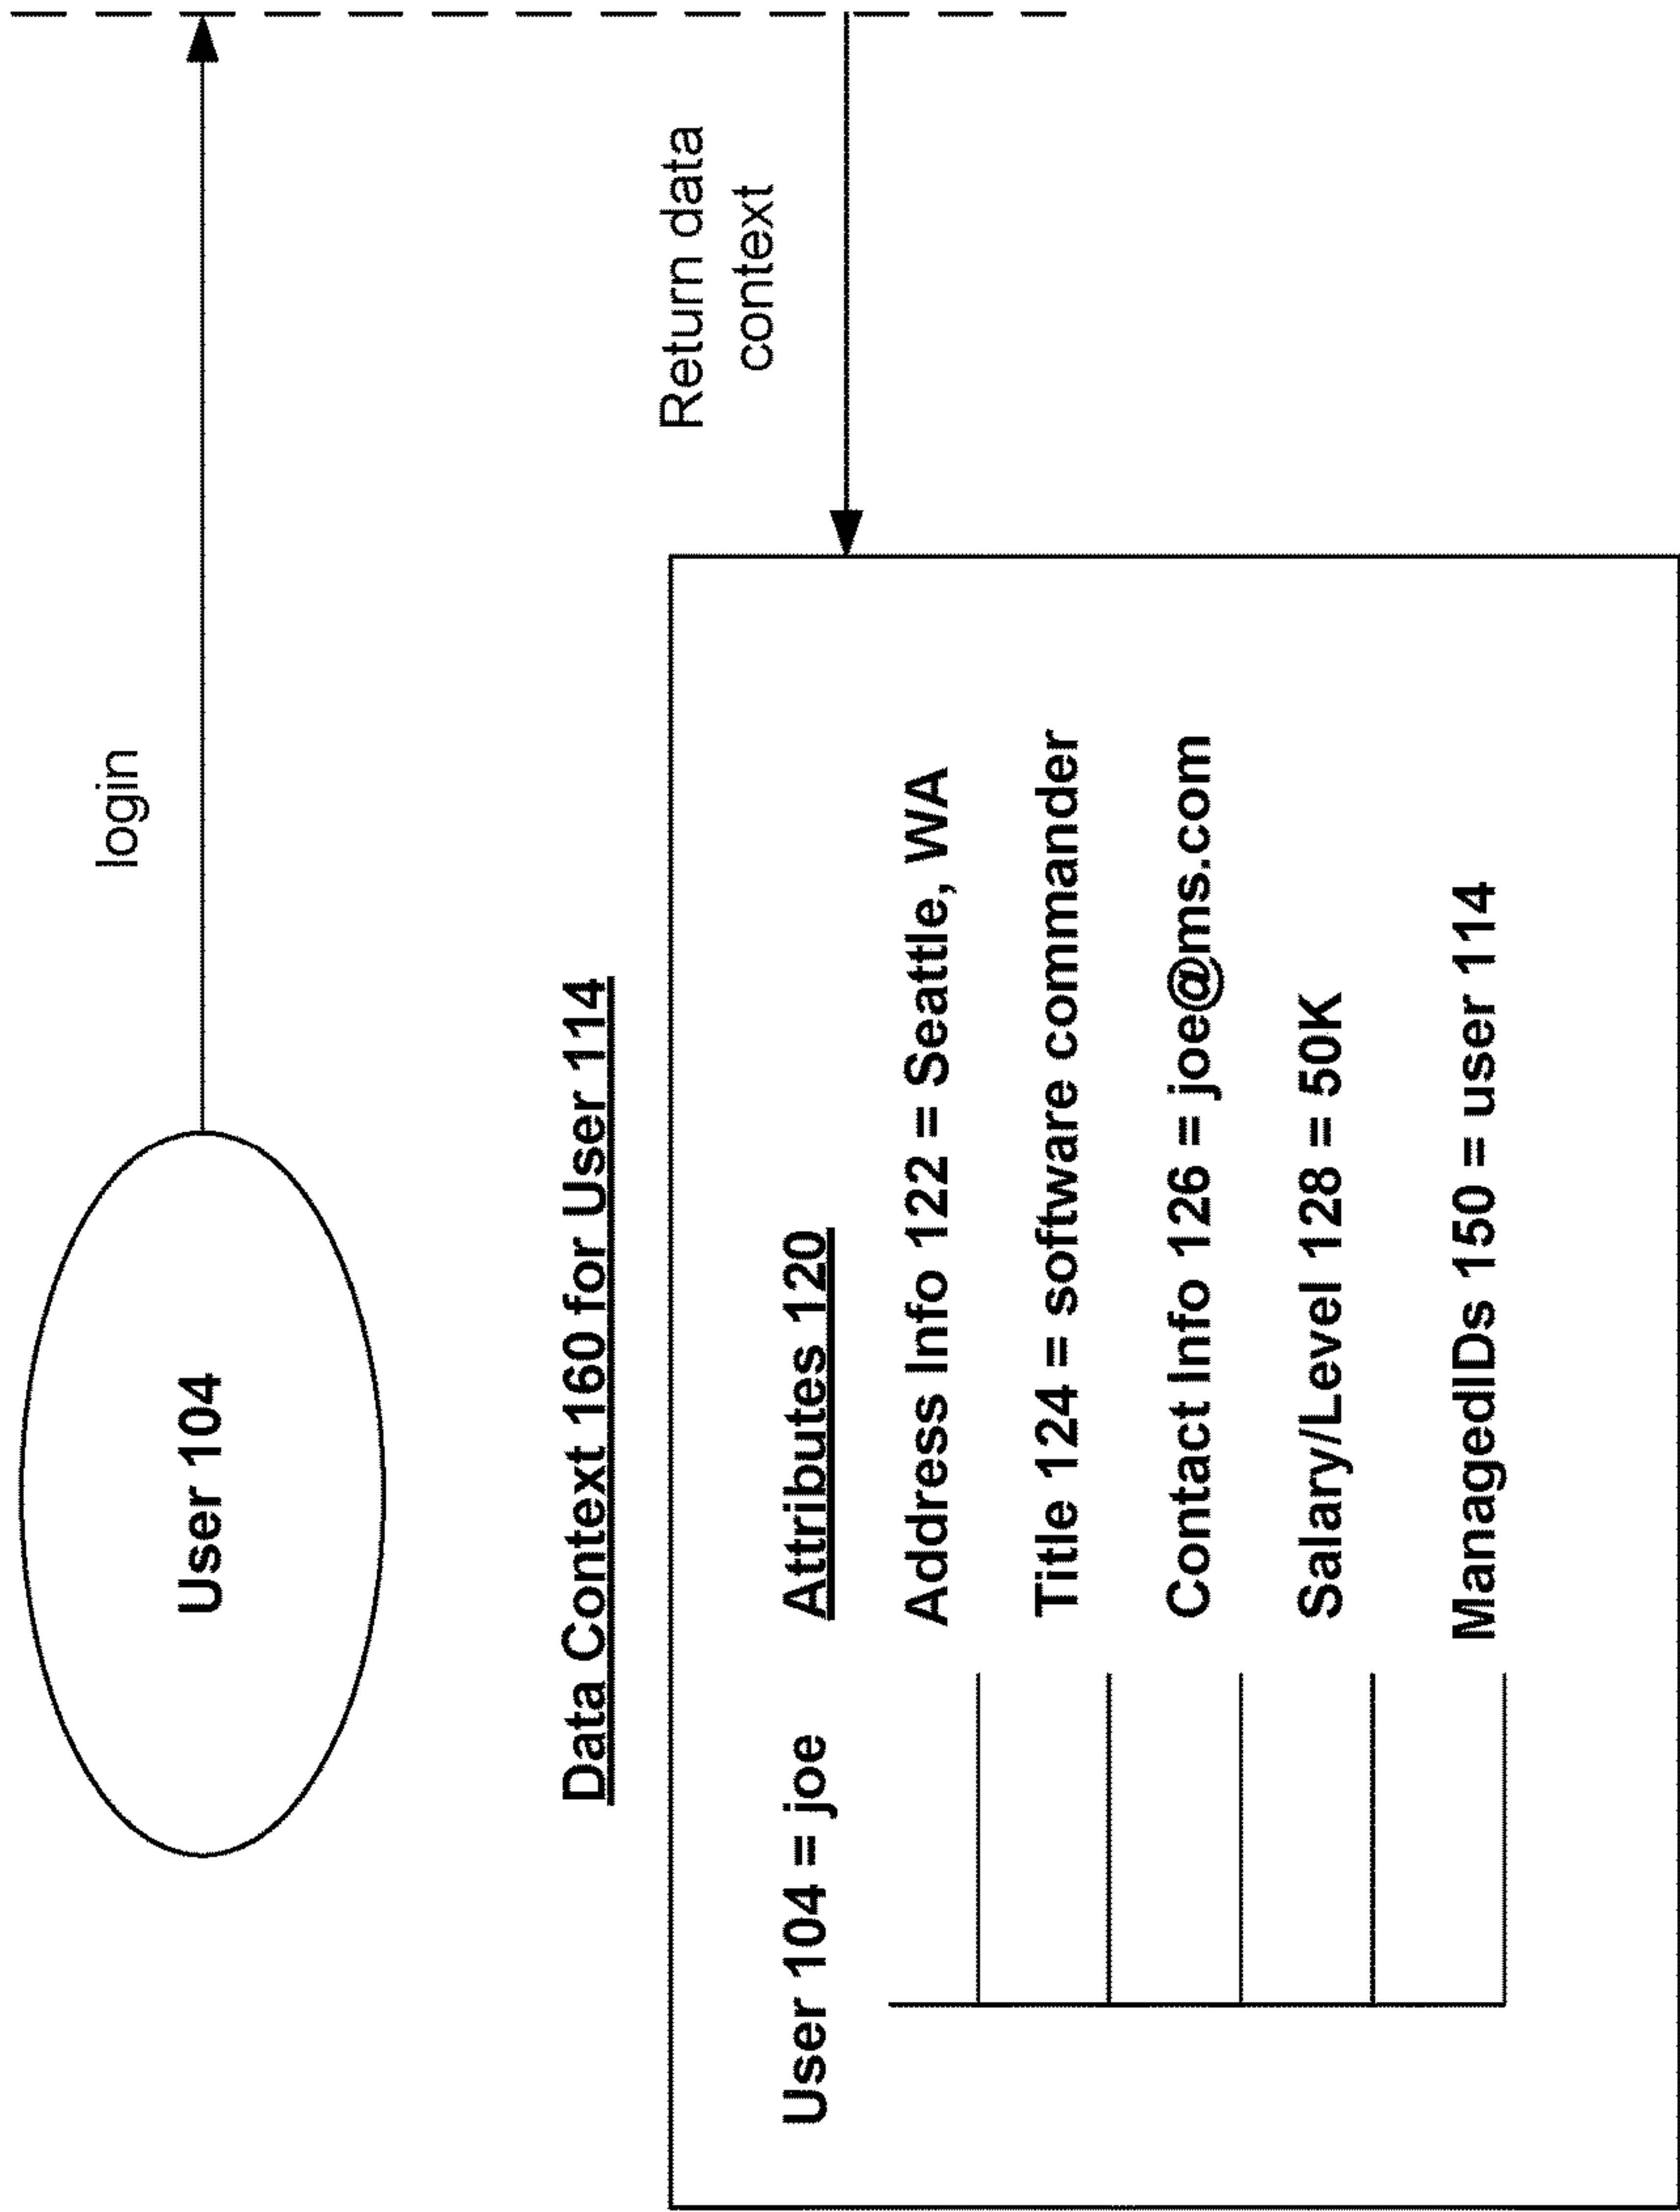 login
User 104
Return data
context
Data Context 160 for User 114
User 104 = joe
Attributes 120
Address Info 122 = Seattle, WA
Title 124 = software commander
Contact Info 126 = joe@ms.com
Salary/Level 128 = 50K
ManagedIDs 150 = user 114